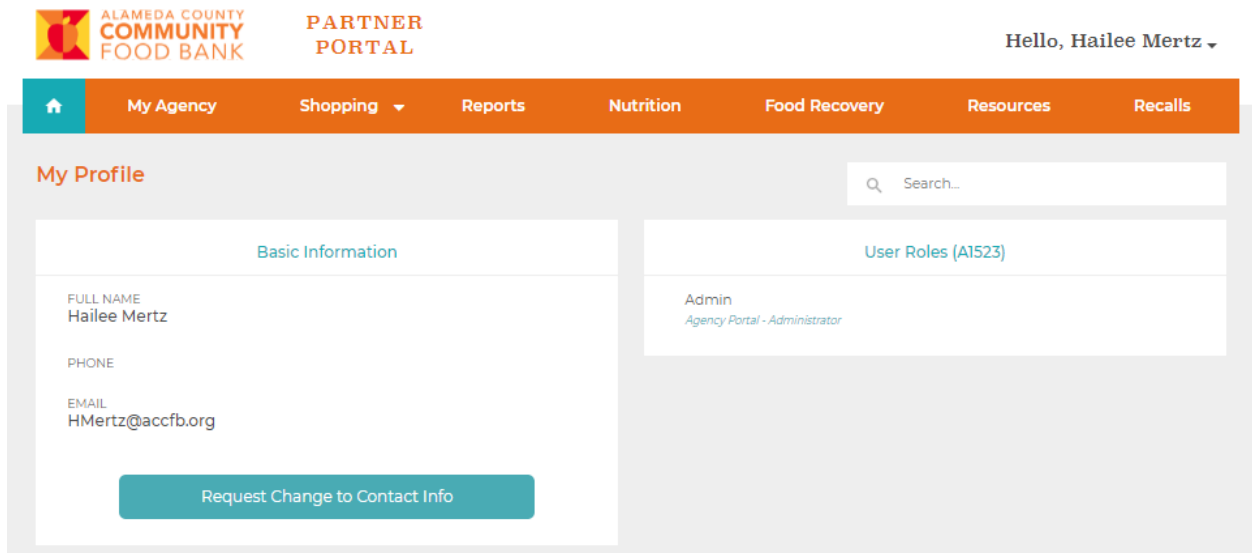 ALAMEDA COUNTY
COMMUNITY
FOOD BANK
PARTNER
PORTAL
Hello, Hailee Mertz
My Agency
Shopping
Reports
Nutrition
Food Recovery
Resources
Recalls
My Profile
Search...
Basic Information
FULL NAME
Hailee Mertz
PHONE
EMAIL
HMertz@accfb.org
Request Change to Contact Info
User Roles (A1523)
Admin
Agency Portal - Administrator